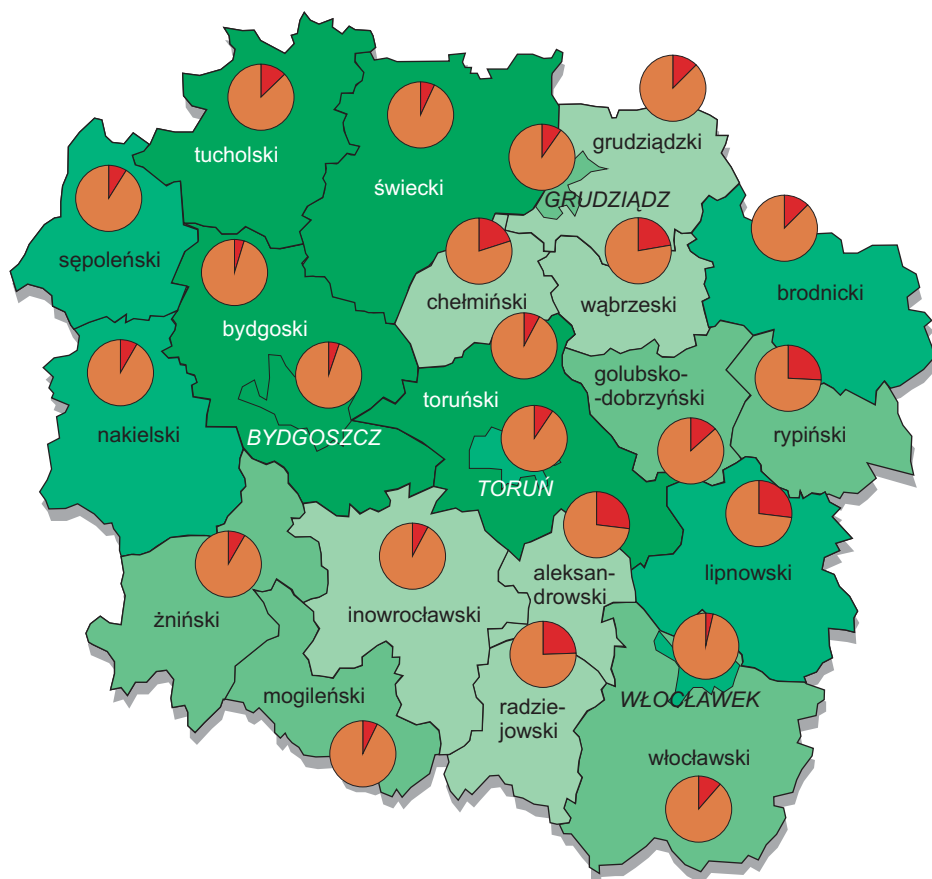 grudziądzki
tucholski
świecki
GRUDZIĄDZ
sępoleński
chełmiński
wąbrzeski
brodnicki
bydgoski
golubsko-
-dobrzyński
toruński
nakielski
BYDGOSZCZ
rypiński
TORUŃ
aleksan-
drowski
lipnowski
żniński
inowrocławski
mogileński
radzie-
jowski
WŁOCŁAWEK
włocławski